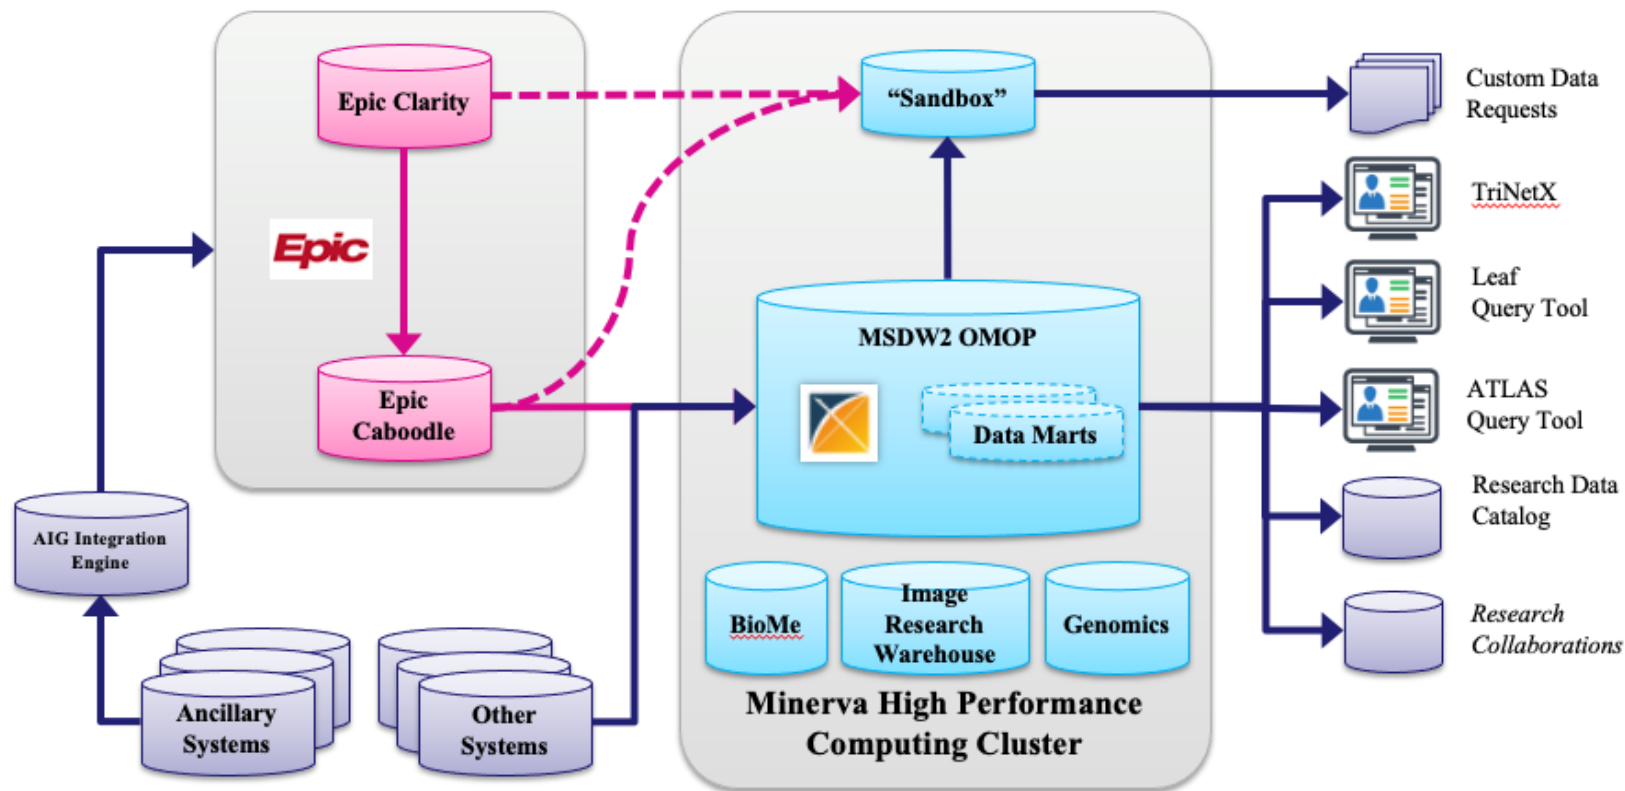 Epic Clarity
Epic
Epic
Caboodle
AIG Integration
Engine
Ancillary
Systems
Other
Systems
“Sandbox”
MSDW2 OMOP
Data Marts
BioMe
Image
Research
Warehouse
Genomics
Minerva High Performance
Computing Cluster
Custom Data
Requests
TriNetX
Leaf
Query Tool
ATLAS
Query Tool
Research Data
Catalog
Research
Collaborations